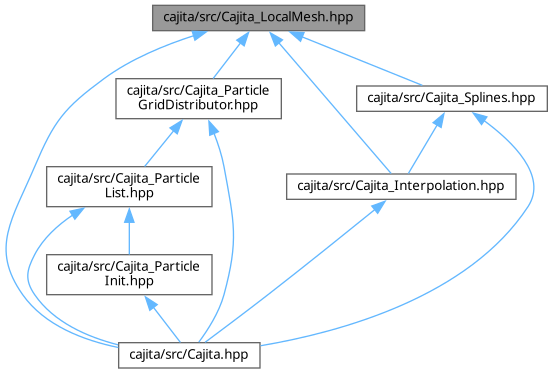 cajita/src/Cajita_LocalMesh.hpp
cajita/src/Cajita_Particle
GridDistributor.hpp
cajita/src/Cajita_Splines.hpp
cajita/src/Cajita_Particle
List.hpp
cajita/src/Cajita_Interpolation.hpp
cajita/src/Cajita_Particle
Init.hpp
cajita/src/Cajita.hpp